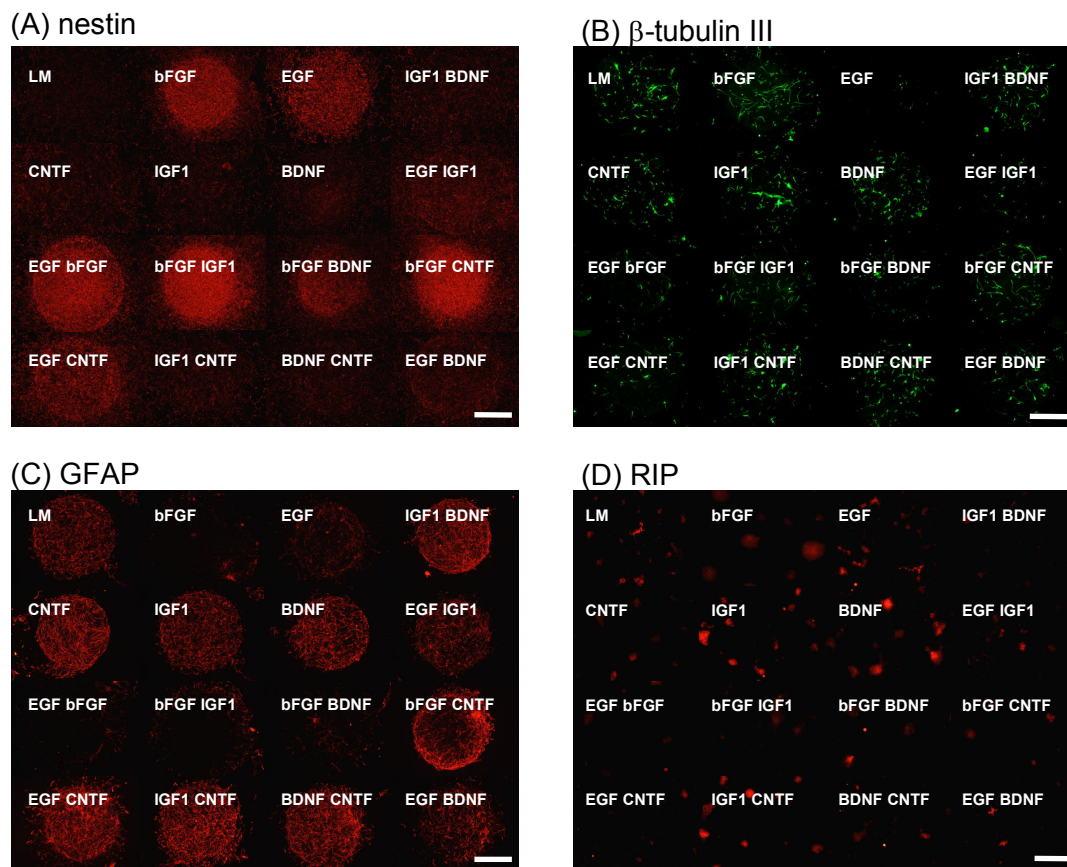 (A) nestin
LM bFGF EGF IGF1 BDNF
CNTF IGF1 BDNF EGF IGF1
EGF bFGF bFGF IGF1 bFGF BDNF bFGF CNTF
EGF CNTF IGF1 CNTF BDNF CNTF EGF BDNF
(B) β-tubulin III
LM bFGF EGF IGF1 BDNF
CNTF IGF1 BDNF EGF IGF1
EGF bFGF bFGF IGF1 bFGF BDNF bFGF CNTF
EGF CNTF IGF1 CNTF BDNF CNTF EGF BDNF
(C) GFAP
LM bFGF EGF IGF1 BDNF
CNTF IGF1 BDNF EGF IGF1
EGF bFGF bFGF IGF1 bFGF BDNF bFGF CNTF
EGF CNTF IGF1 CNTF BDNF CNTF EGF BDNF
(D) RIP
LM bFGF EGF IGF1 BDNF
CNTF IGF1 BDNF EGF IGF1
EGF bFGF bFGF IGF1 bFGF BDNF bFGF CNTF
EGF CNTF IGF1 CNTF BDNF CNTF EGF BDNF